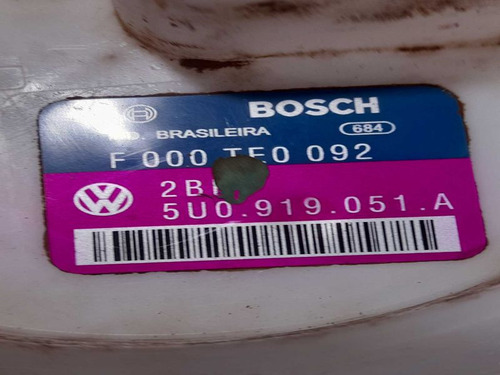 BOSCH
BRASILEIRA 684
F 000 TE0 092
5U0.919.051.A